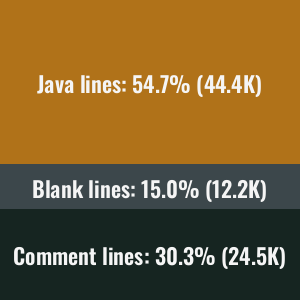 Java lines: 54.7% (44.4K)
Blank lines: 15.0% (12.2K)
Comment lines: 30.3% (24.5K)